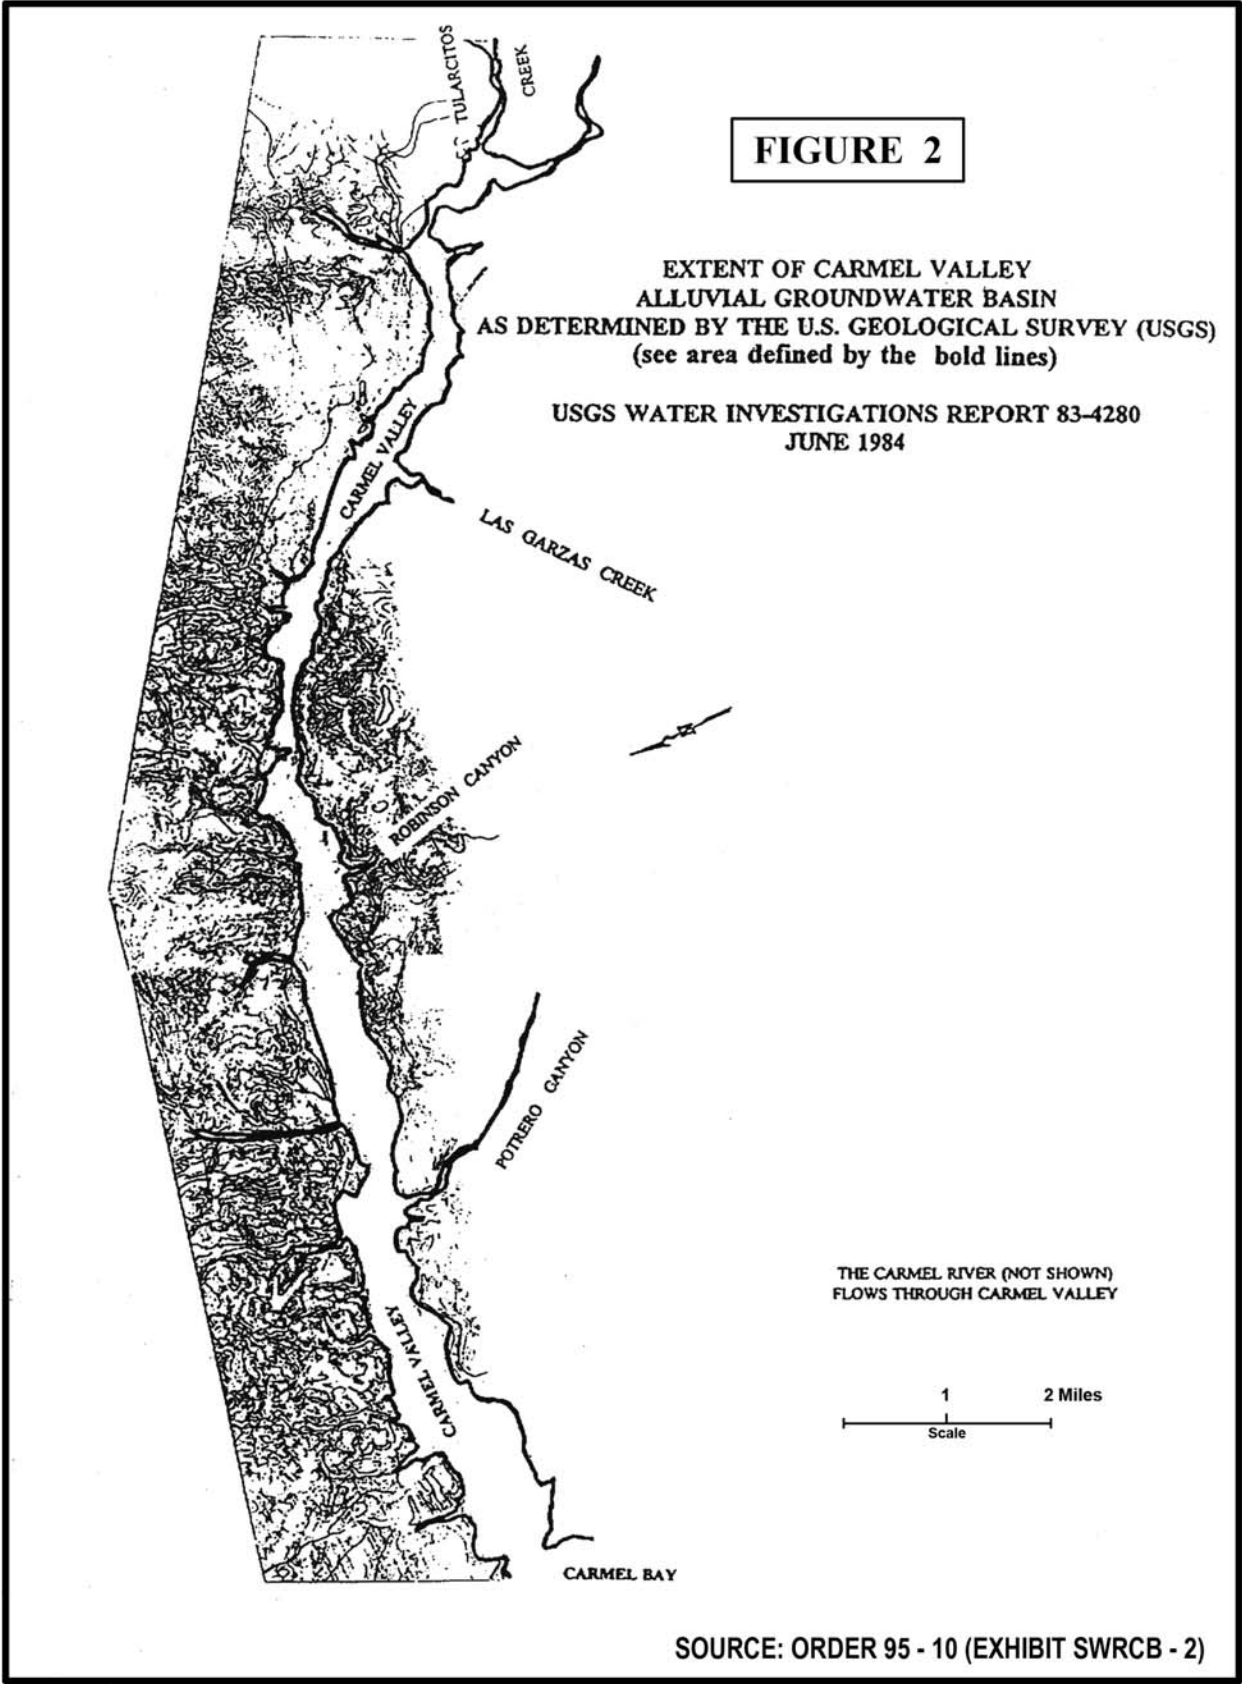 TULARCITOS
CREEK
FIGURE 2
EXTENT OF CARMEL VALLEY
ALLUVIAL GROUNDWATER BASIN
AS DETERMINED BY THE U.S. GEOLOGICAL SURVEY (USGS)
(see area defined by the bold lines)
USGS WATER INVESTIGATIONS REPORT 83-4280
JUNE 1984
CARMEL VALLEY
LAS GARZAS CREEK
ROBINSON CANYON
POTRERO CANYON
THE CARMEL RIVER (NOT SHOWN)
FLOWS THROUGH CARMEL VALLEY
CARMEL VALLEY
1 2 Miles
Scale
CARMEL BAY
SOURCE: ORDER 95 - 10 (EXHIBIT SWRCB - 2)